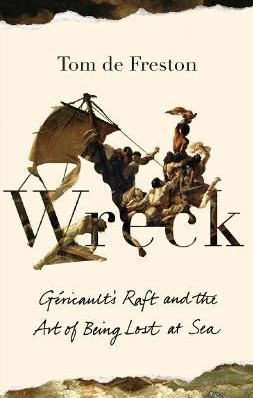 Tom de Freston
Wreck
Géricault's Raft and the
Art of Being Lost at Sea